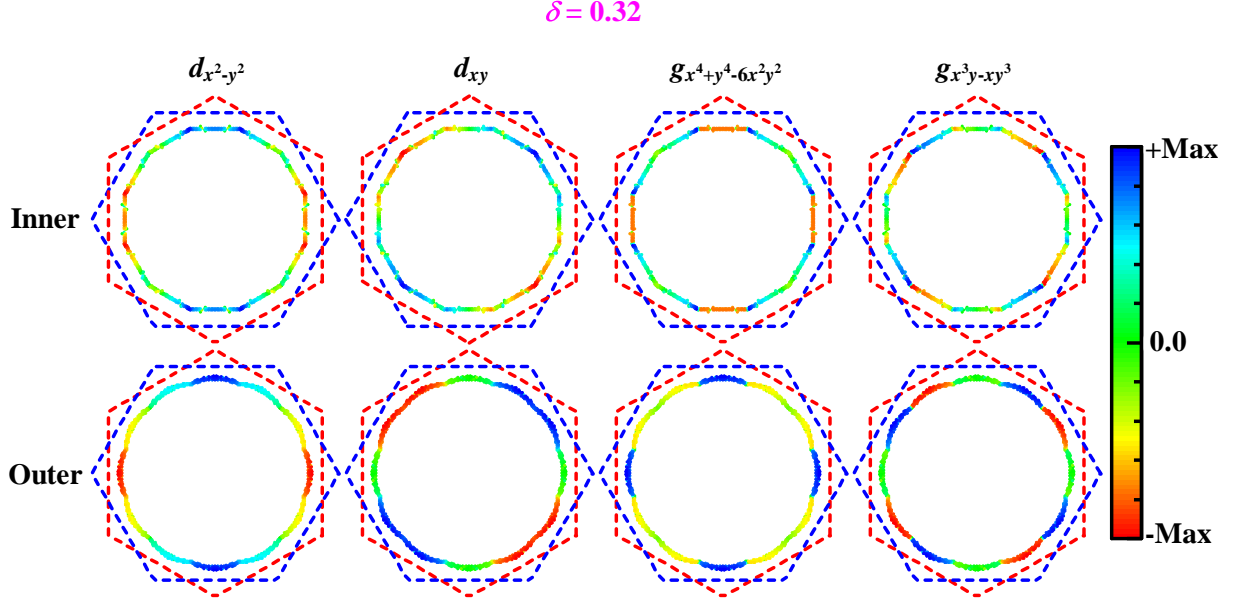 δ = 0.32
d_{x²-y²} d_{xy} g_{x⁴+y⁴-6x²y²} g_{x³y-xy³}
+Max
Inner
0.0
Outer
-Max